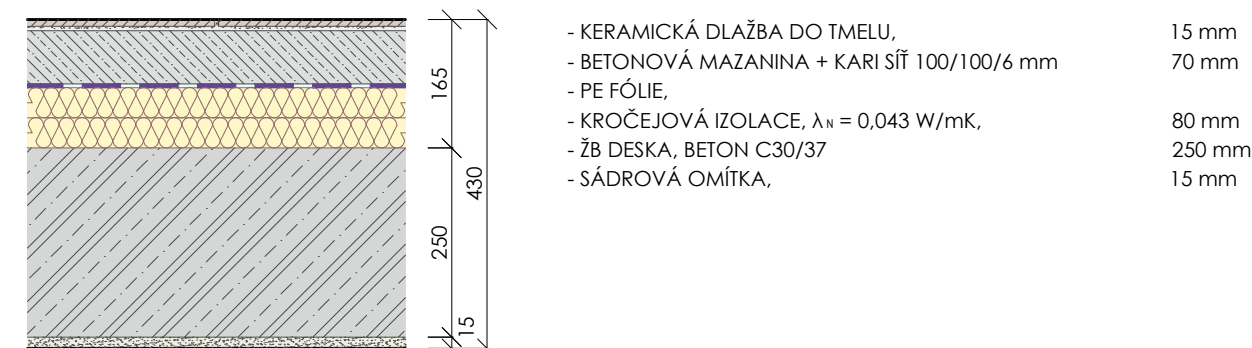 - KERAMICKÁ DLAŽBA DO TMELU, 15 mm
- BETONOVÁ MAZANINA + KARI SÍŤ 100/100/6 mm 70 mm
- PE FÓLIE,
- KROČEJOVÁ IZOLACE, λN = 0,043 W/mK, 80 mm
- ŽB DESKA, BETON C30/37 250 mm
- SÁDROVÁ OMÍTKA, 15 mm
165
430
250
15